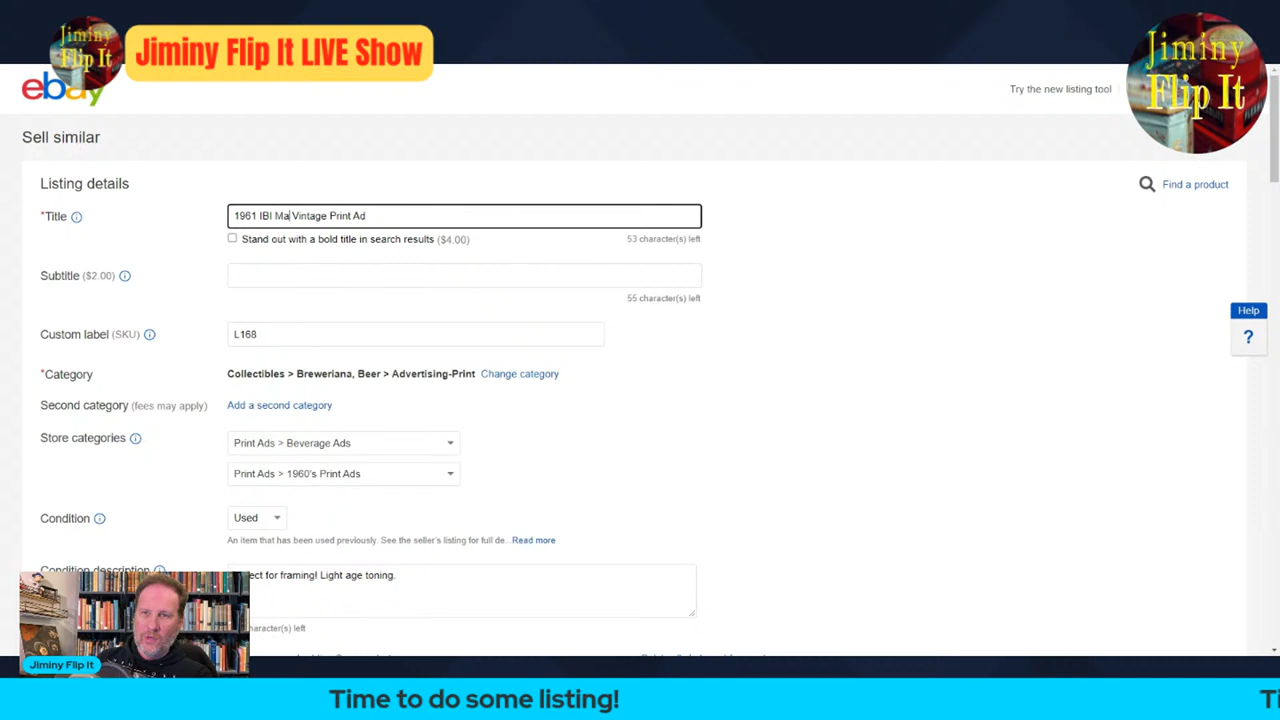 Jiminy Flip It
Jiminy Flip It LIVE Show
Jiminy Flip It
ebay
Try the new listing tool
Sell similar
Listing details
Find a product
*Title
1961 IBI Ma Vintage Print Ad
Stand out with a bold title in search results ($4.00)
53 character(s) left
Subtitle ($2.00)
55 character(s) left
Help
?
Custom label (SKU)
L168
*Category
Collectibles > Breweriana, Beer > Advertising-Print Change category
Second category (fees may apply)
Add a second category
Store categories
Print Ads > Beverage Ads
Print Ads > 1960's Print Ads
Condition
Used
An item that has been used previously. See the seller's listing for full de... Read more
Condition description
ect for framing! Light age toning.
character(s) left
Jiminy Flip It
Time to do some listing!
Ti